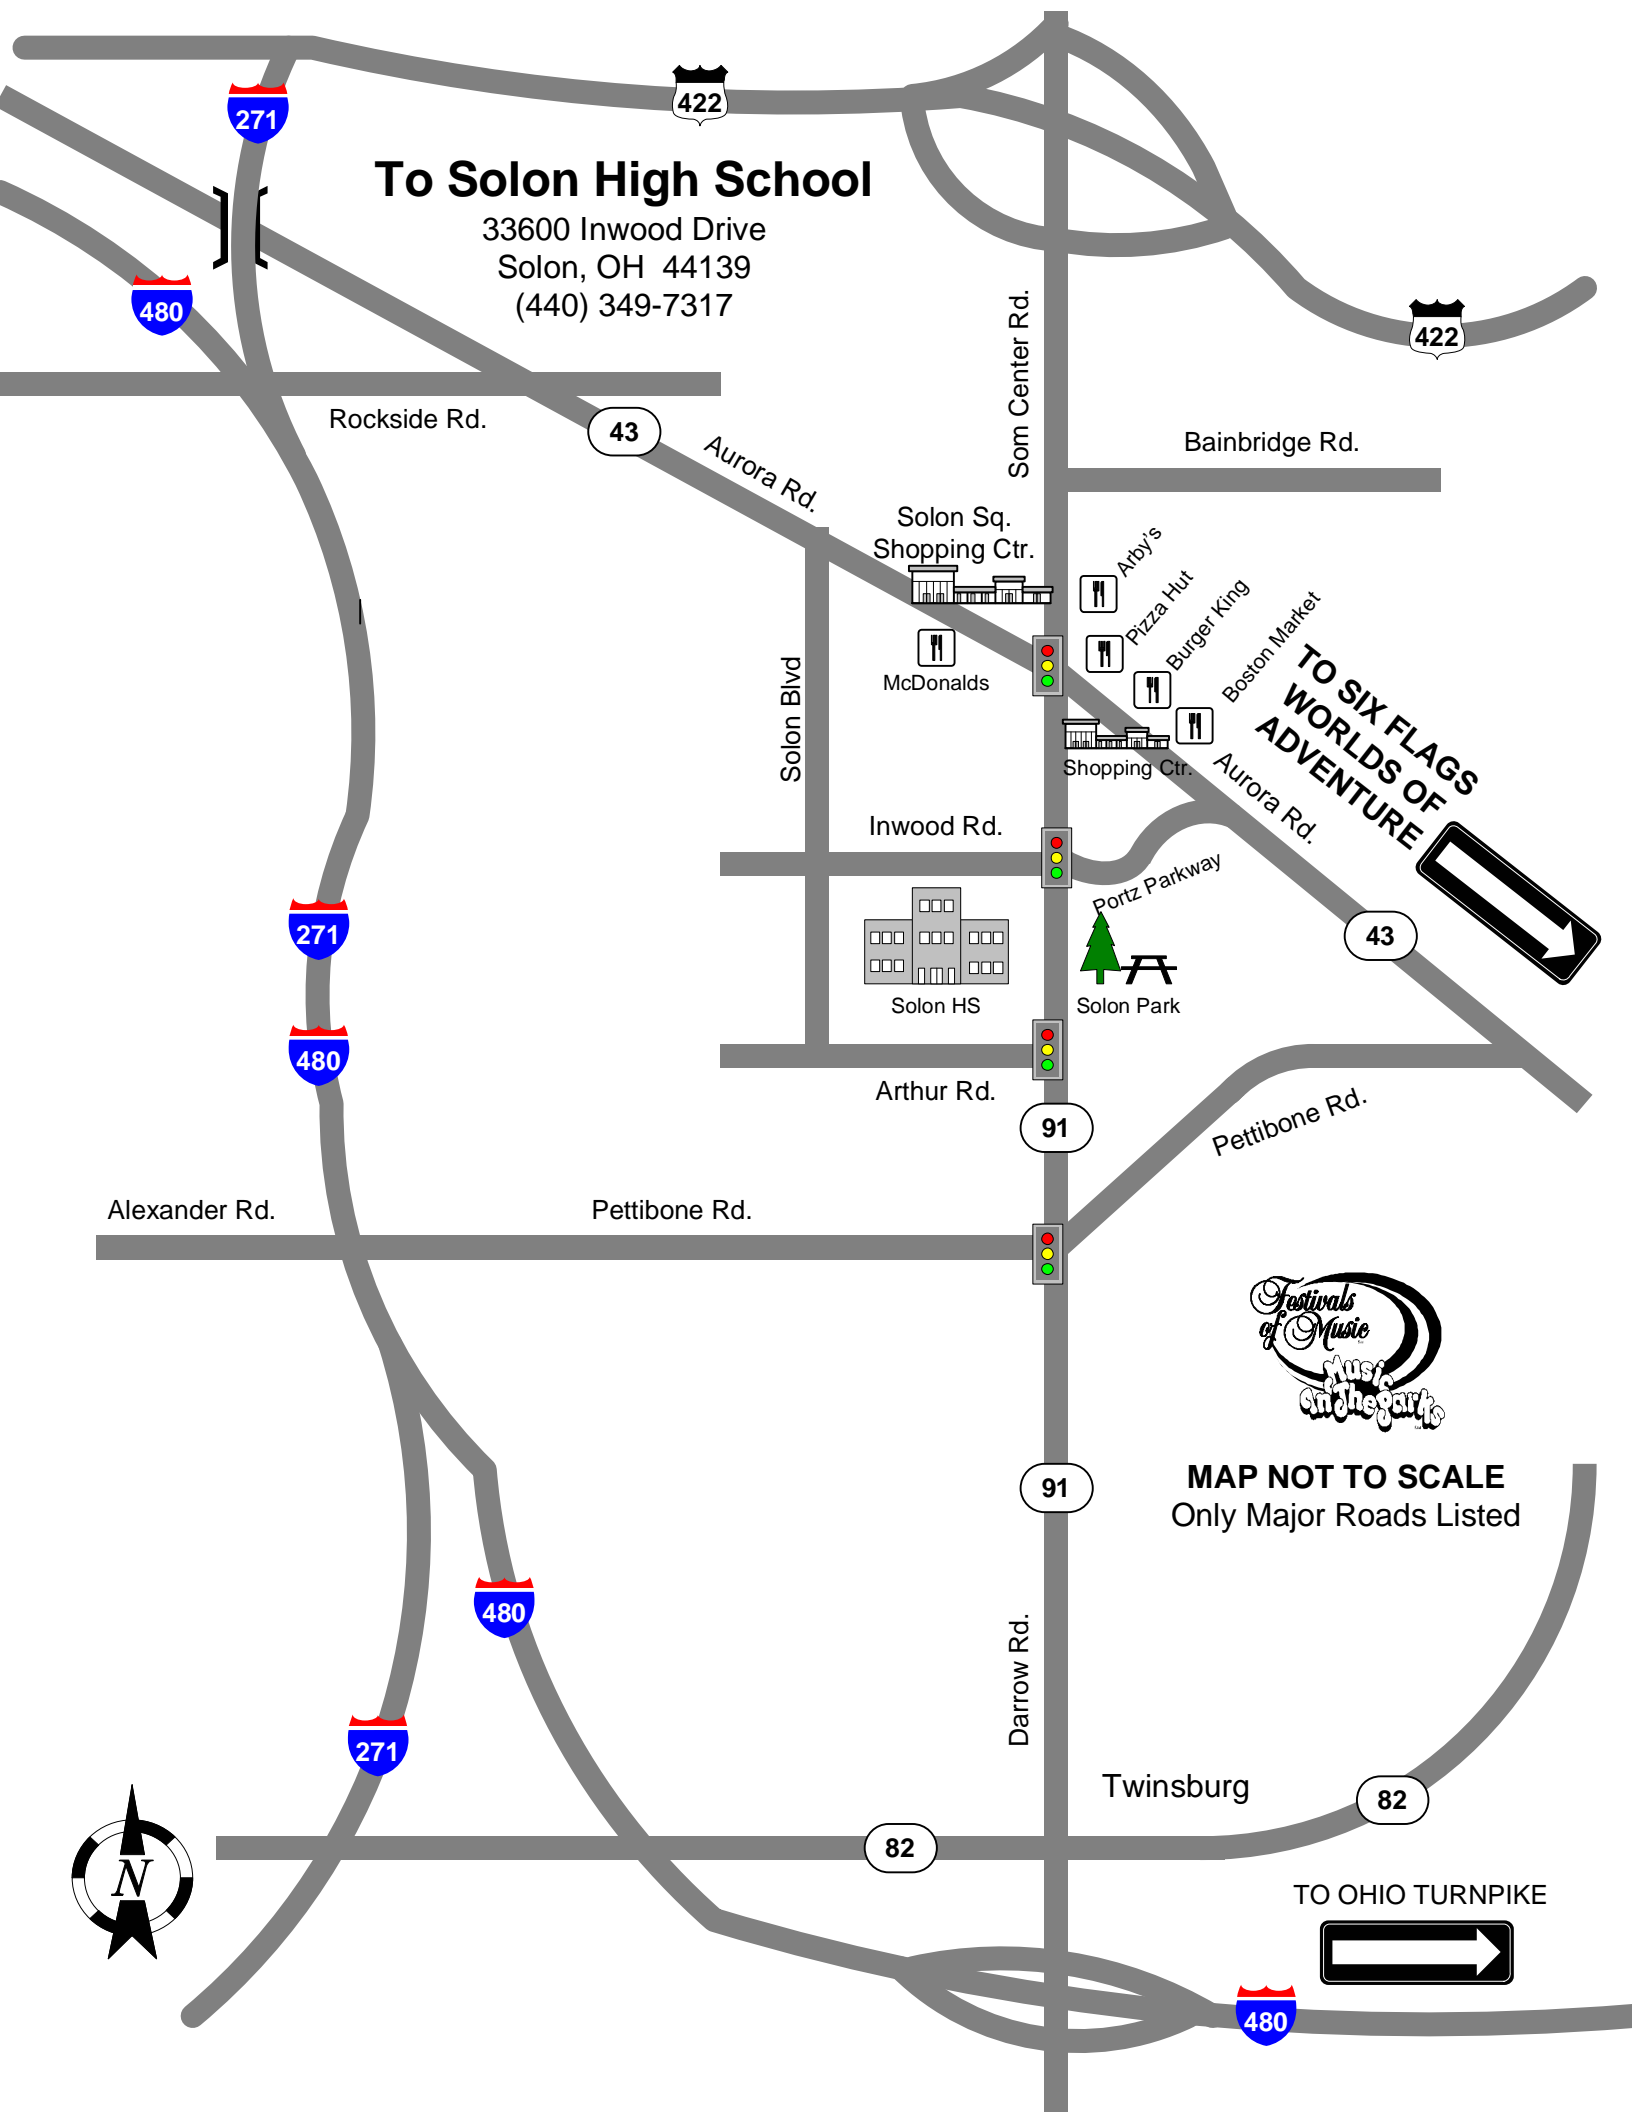 271
422
To Solon High School
33600 Inwood Drive
Solon, OH  44139
(440) 349-7317
480
422
Som Center Rd.
Rockside Rd.
43
Aurora Rd.
Bainbridge Rd.
Solon Sq.
Shopping Ctr.
Arby's
Pizza Hut
Burger King
Boston Market
McDonalds
Solon Blvd
Shopping Ctr.
Aurora Rd.
TO SIX FLAGS
WORLDS OF
ADVENTURE
Inwood Rd.
Portz Parkway
271
43
Solon HS
Solon Park
480
Arthur Rd.
91
Pettibone Rd.
Alexander Rd.
Pettibone Rd.
Festivals
of Music
Music
In The Parks
91
MAP NOT TO SCALE
Only Major Roads Listed
480
Darrow Rd.
271
Twinsburg
82
82
N
TO OHIO TURNPIKE
480